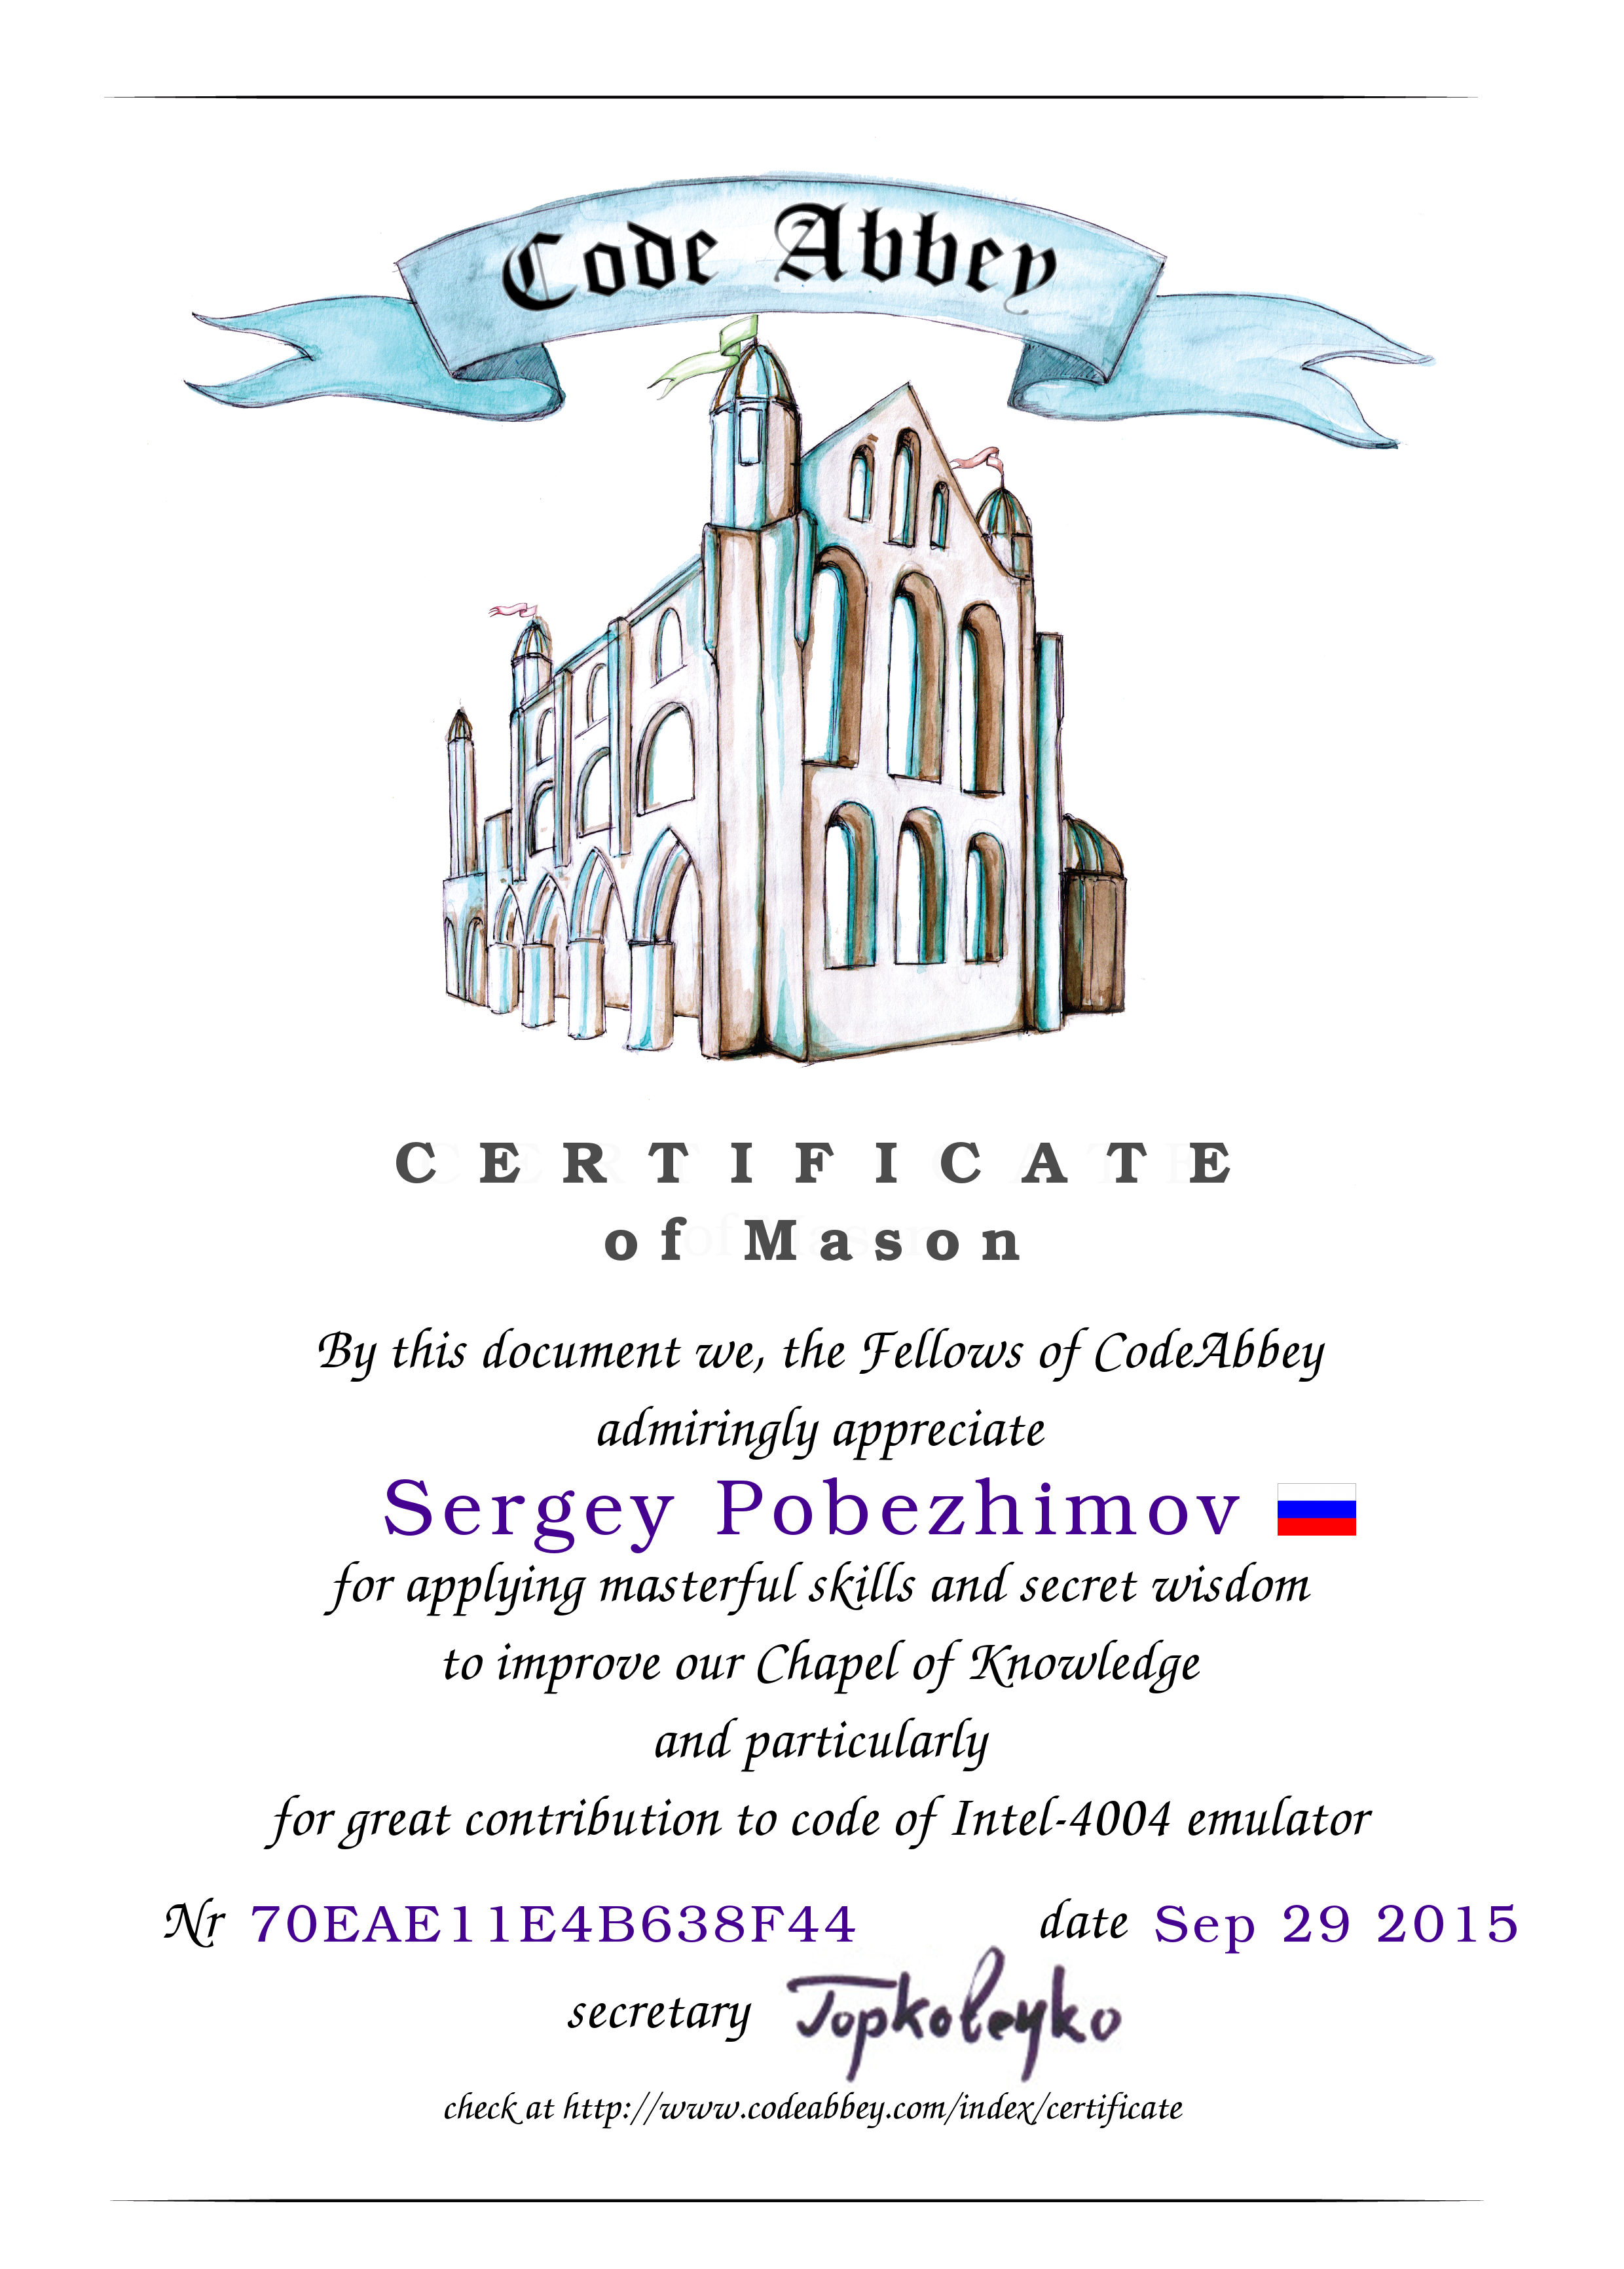 Code Abbey
CERTIFICATE
of Mason
By this document we, the Fellows of CodeAbbey
admiringly appreciate
Sergey Pobezhimov
for applying masterful skills and secret wisdom
to improve our Chapel of Knowledge
and particularly
for great contribution to code of Intel-4004 emulator
Nr 70EAE11E4B638F44 date Sep 29 2015
secretary
check at http://www.codeabbey.com/index/certificate